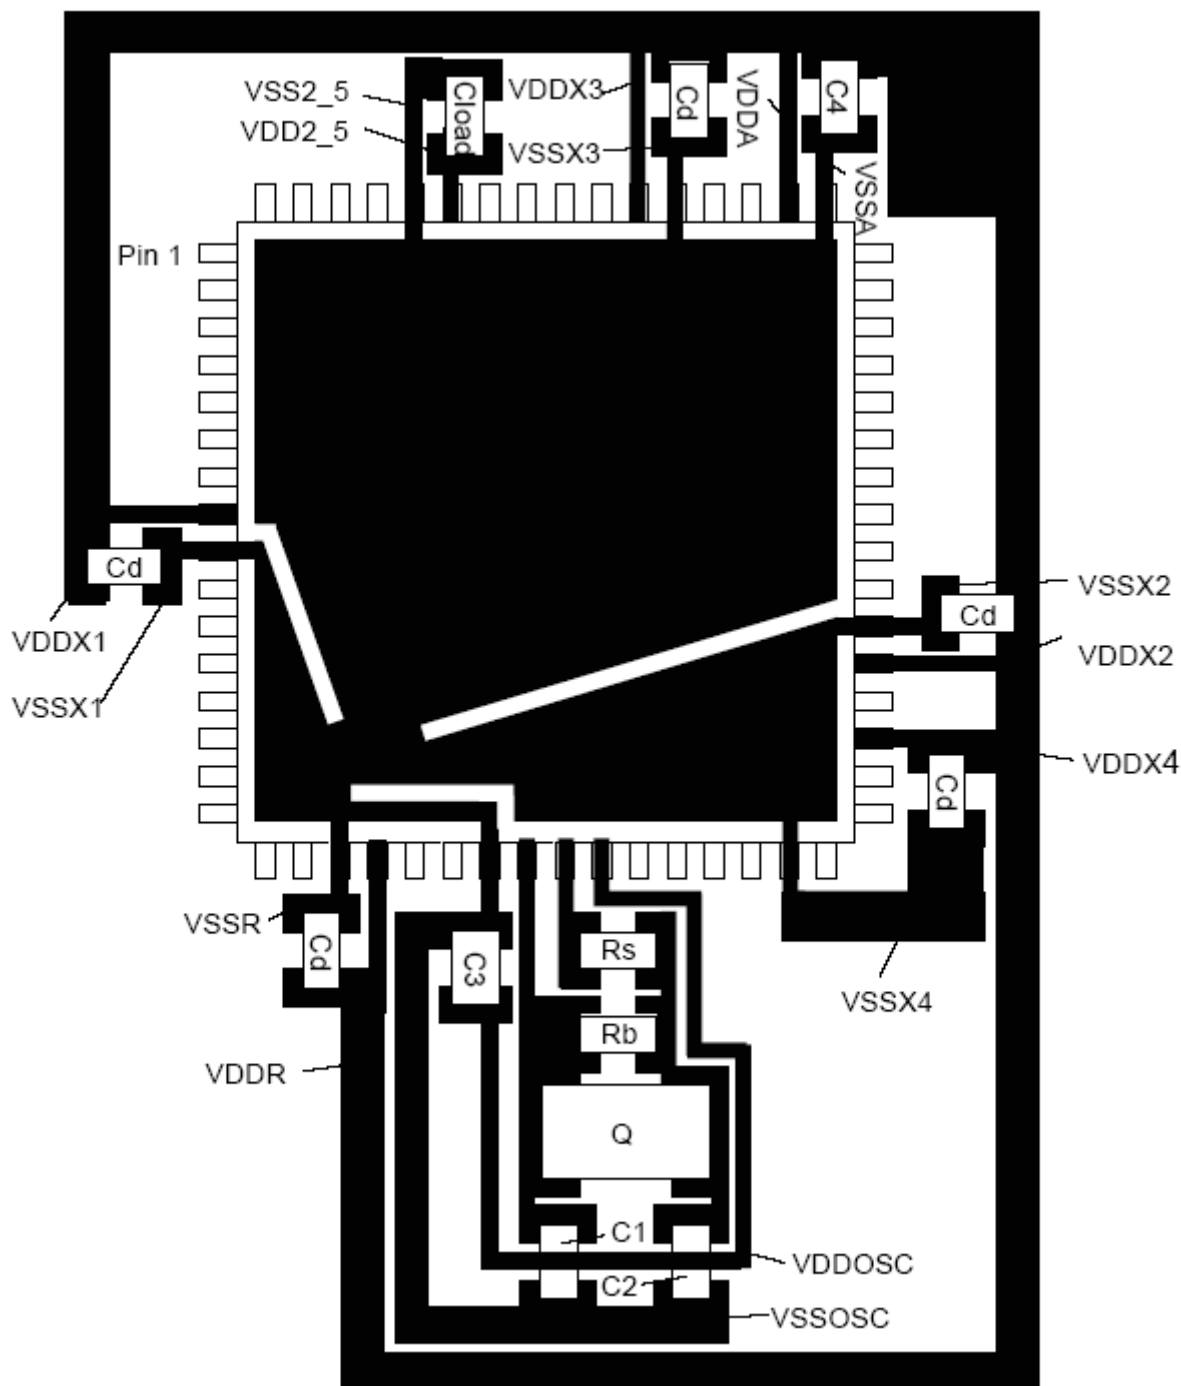 VSS2_5
VDD2_5
Cload
VDDX3
VSSX3
Cd
VDDA
C4
VSSA
Pin 1
Cd
VDDX1
VSSX1
VSSX2
Cd
VDDX2
VDDX4
Cd
VSSR
Cd
C3
Rs
VSSX4
Rb
VDDR
Q
C1
VDDOSC
C2
VSSOSC